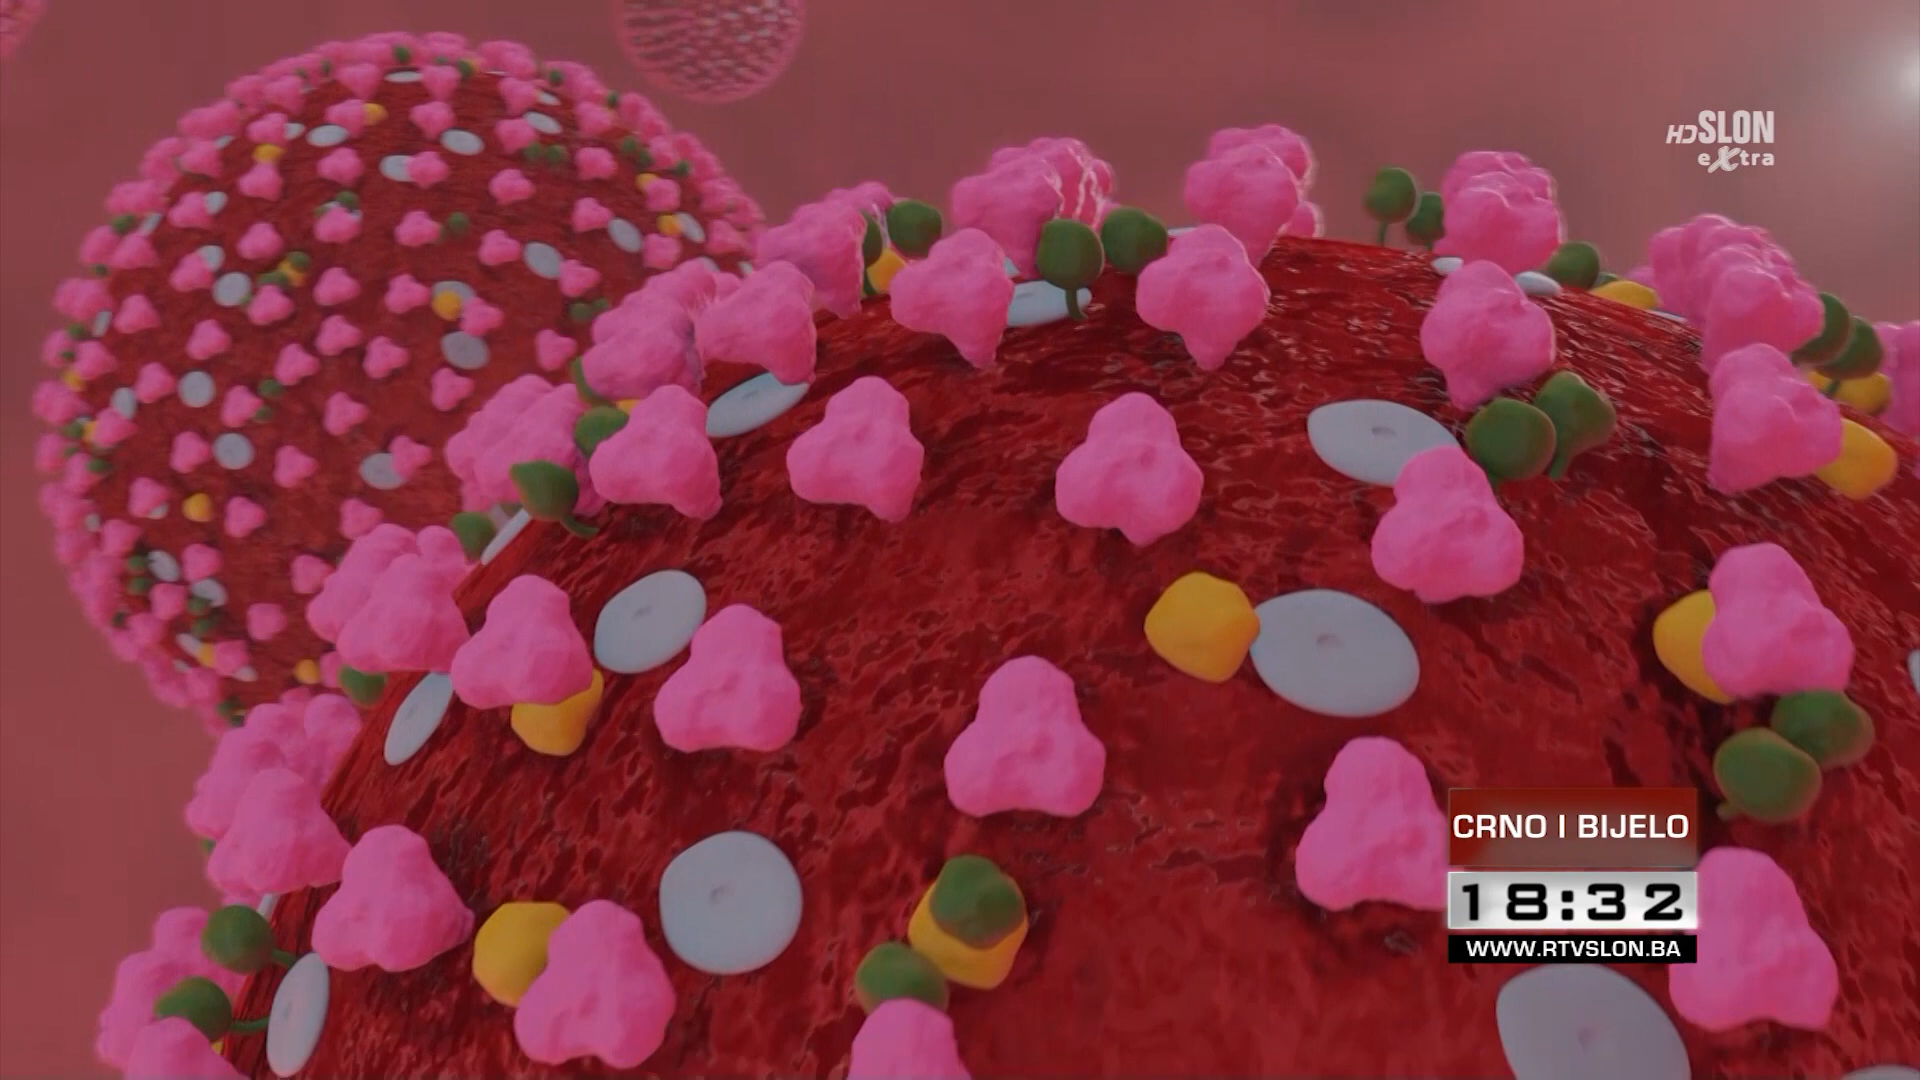 HD SLON
eXtra
CRNO I BIJELO
18:32
WWW.RTVSLON.BA